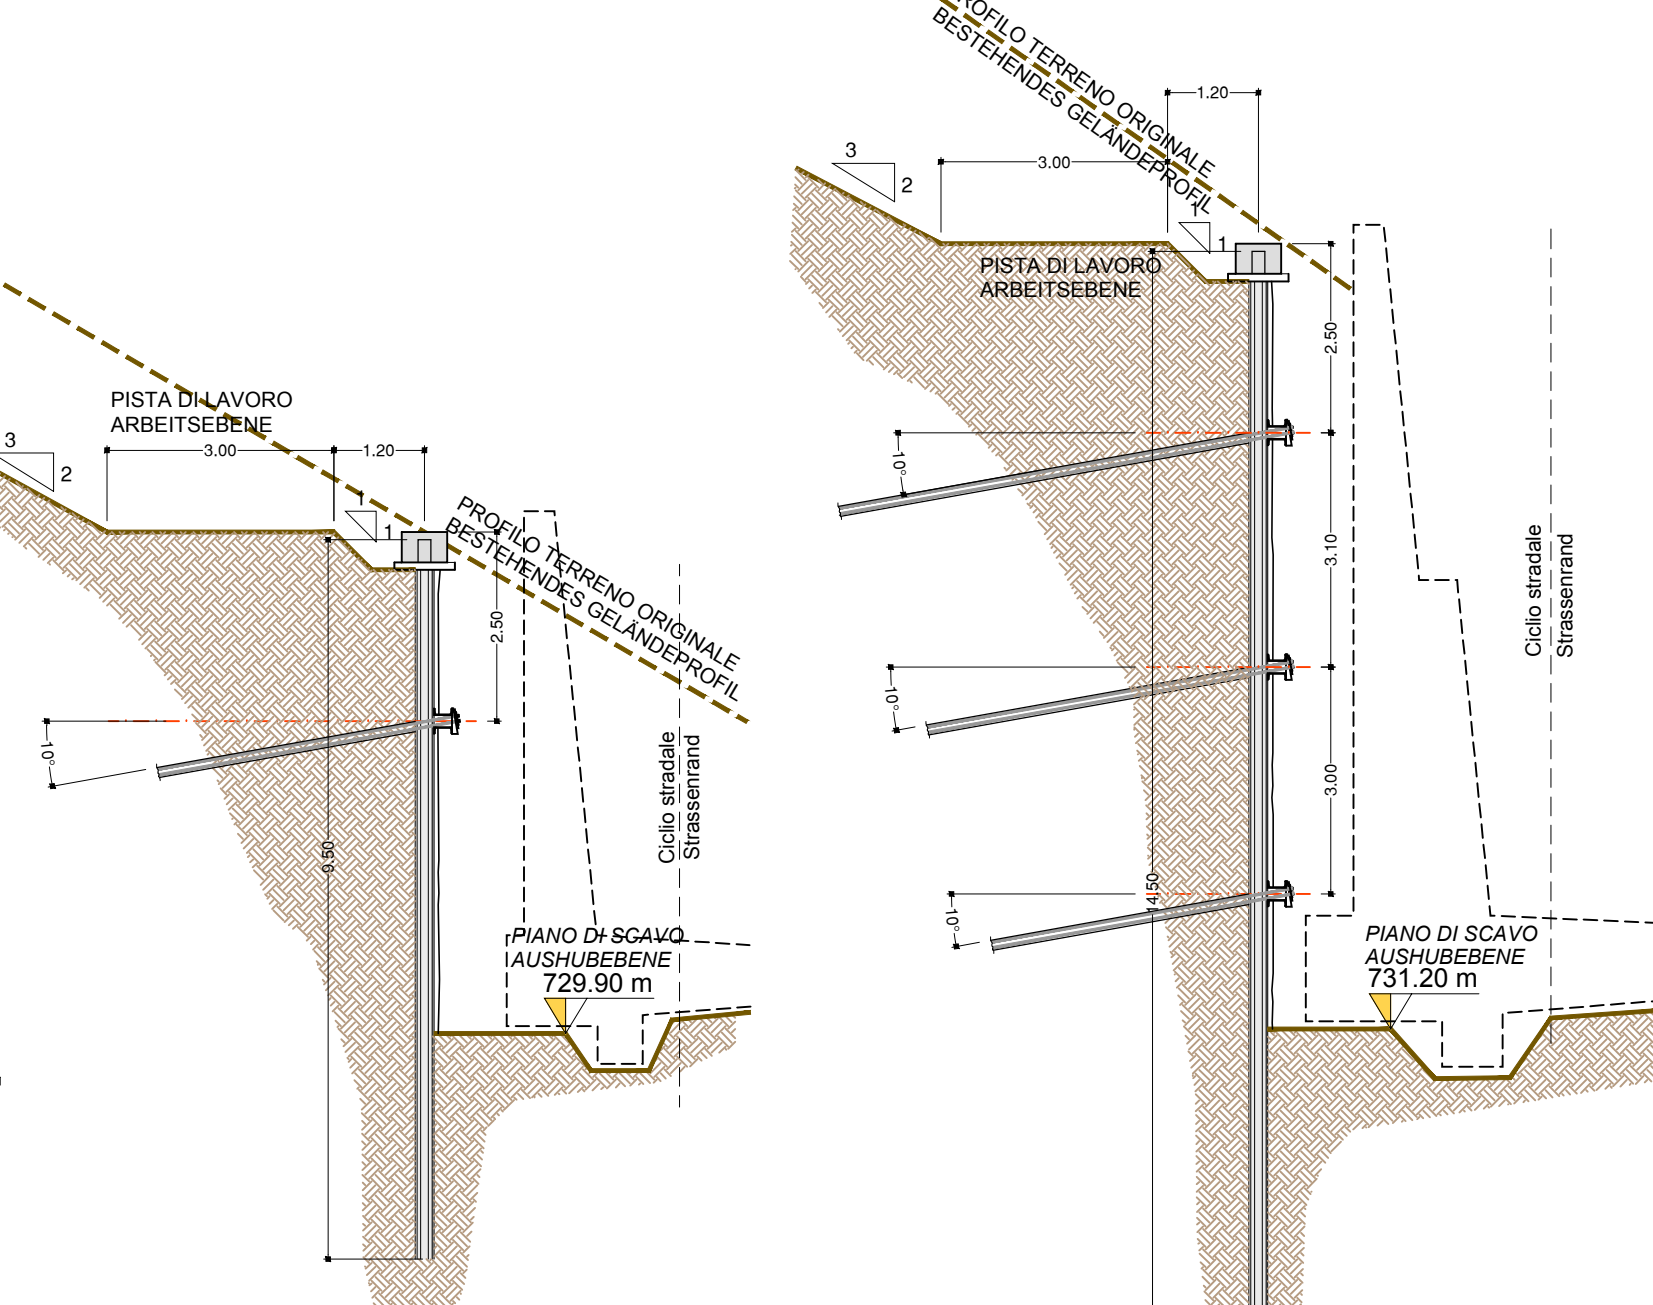 PISTA DI LAVORO
ARBEITSEBENE
3
2
3.00
1.20
1
1
PROFILO TERRENO ORIGINALE
BESTEHENDES GELÄNDEPROFIL
2.50
10°
9.50
Ciclio stradale
Strassenrand
PIANO DI SCAVO
AUSHUBEBENE
729.90 m
PROFILO TERRENO ORIGINALE
BESTEHENDES GELÄNDEPROFIL
1.20
3.00
3
2
1
1
PISTA DI LAVORO
ARBEITSEBENE
2.50
10°
3.10
10°
3.00
14.50
10°
Ciclio stradale
Strassenrand
PIANO DI SCAVO
AUSHUBEBENE
731.20 m